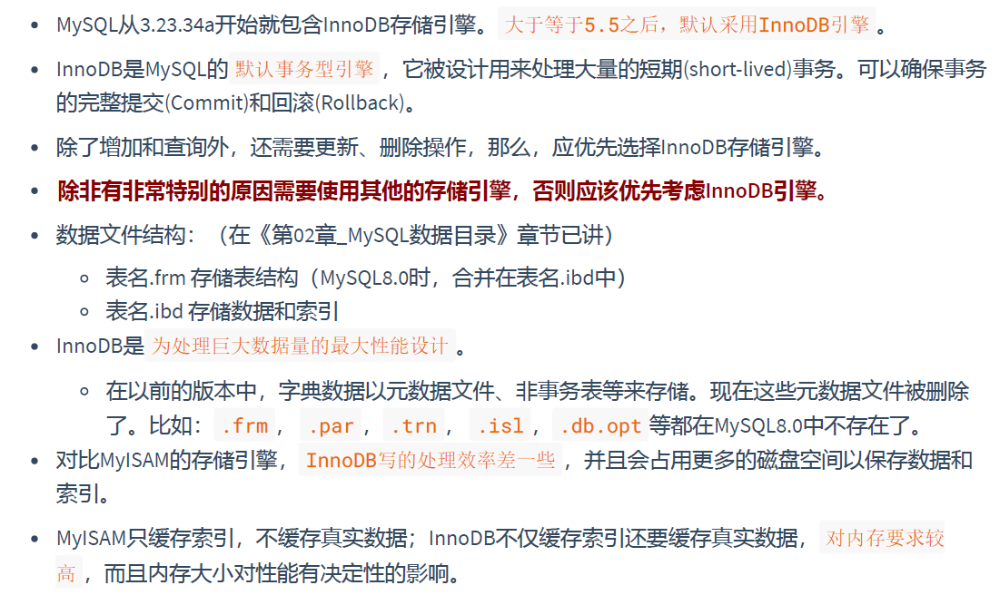 • MySQL从3.23.34a开始就包含InnoDB存储引擎。大于等于5.5之后，默认采用InnoDB引擎。
• InnoDB是MySQL的默认事务型引擎，它被设计用来处理大量的短期(short-lived)事务。可以确保事务
的完整提交(Commit)和回滚(Rollback)。
• 除了增加和查询外，还需要更新、删除操作，那么，应优先选择InnoDB存储引擎。
• 除非有非常特别的原因需要使用其他的存储引擎，否则应该优先考虑InnoDB引擎。
• 数据文件结构：（在《第02章_MySQL数据目录》章节已讲）
◦ 表名.frm 存储表结构（MySQL8.0时，合并在表名.ibd中）
◦ 表名.ibd 存储数据和索引
• InnoDB是为处理巨大数据量的最大性能设计。
◦ 在以前的版本中，字典数据以元数据文件、非事务表等来存储。现在这些元数据文件被删除
了。比如：.frm，.par，.trn，.isl，.db.opt等都在MySQL8.0中不存在了。
• 对比MyISAM的存储引擎，InnoDB写的处理效率差一些，并且会占用更多的磁盘空间以保存数据和
索引。
• MyISAM只缓存索引，不缓存真实数据；InnoDB不仅缓存索引还要缓存真实数据，对内存要求较
高，而且内存大小对性能有决定性的影响。